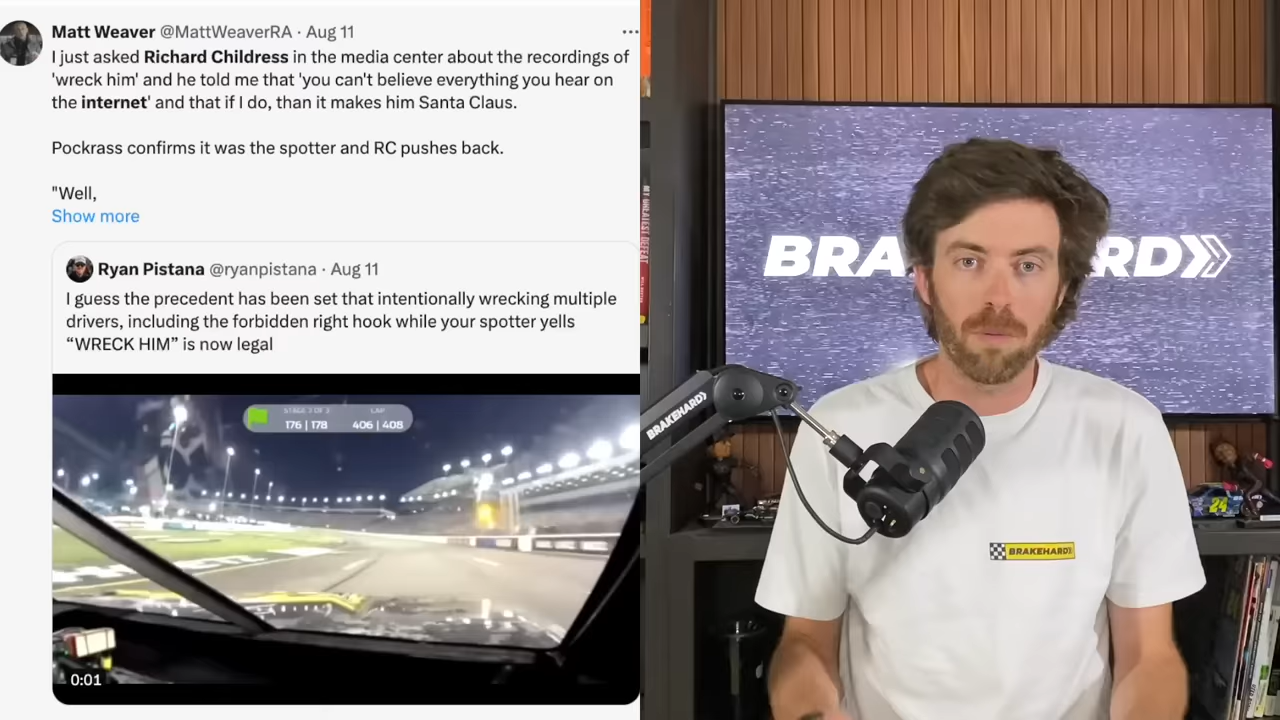 Matt Weaver @MattWeaverRA · Aug 11
I just asked Richard Childress in the media center about the recordings of
'wreck him' and he told me that 'you can't believe everything you hear on
the internet' and that if I do, than it makes him Santa Claus.
Pockrass confirms it was the spotter and RC pushes back.
"Well,
Show more
Ryan Pistana @ryanpistana · Aug 11
I guess the precedent has been set that intentionally wrecking multiple
drivers, including the forbidden right hook while your spotter yells
“WRECK HIM” is now legal
STAGE 3 OF 3 LAP
176 | 178 406 | 408
0:01
BRA RD
BRAKEHARD
BRAKEHARD
24